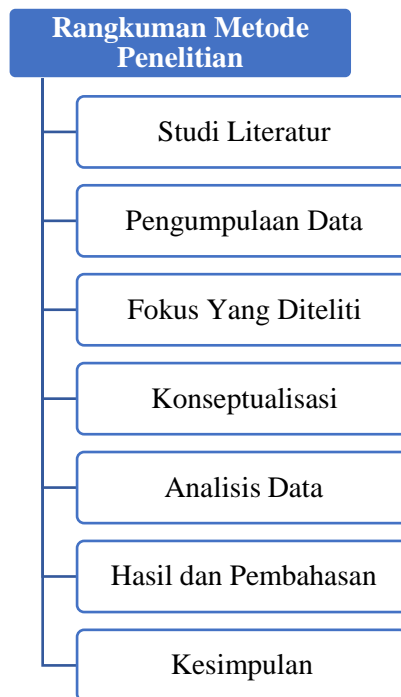 Rangkuman Metode
Penelitian
Studi Literatur
Pengumpulaan Data
Fokus Yang Diteliti
Konseptualisasi
Analisis Data
Hasil dan Pembahasan
Kesimpulan